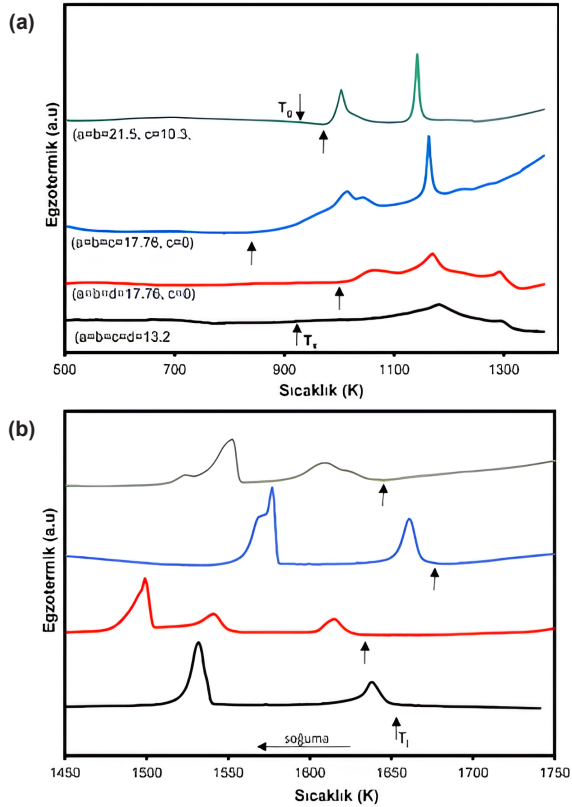 (a)
Egzotermik (a.u)
Tg
(a=b=21.5, c=10.3,
(a=b=c=17.76, c=0)
(a=b=d=17.76, c=0)
(a=b=c=d=13.2
Tx
500 700 900 1100 1300
Sıcaklık (K)
(b)
Egzotermik (a.u)
soğuma
Tl
1450 1500 1550 1600 1650 1700 1750
Sıcaklık (K)